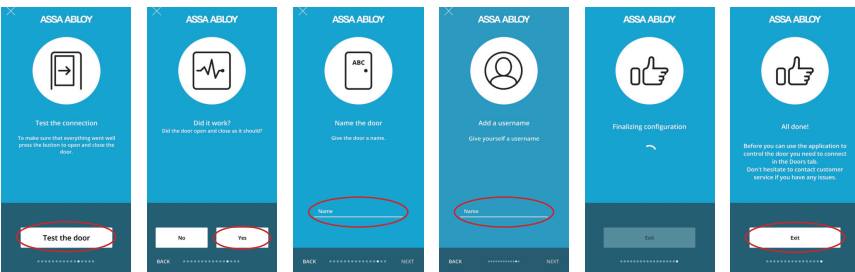 ASSA ABLOY
Test the connection
To make sure that everything went well
press the button to open and close the
door.
Test the door
ASSA ABLOY
Did it work?
Did the door open and close as it should?
No
Yes
BACK
ASSA ABLOY
ABC
Name the door
Give the door a name.
Name
BACK
NEXT
ASSA ABLOY
Add a username
Give yourself a username
Name
BACK
NEXT
ASSA ABLOY
Finalizing configuration
Exit
ASSA ABLOY
All done!
Before you can use the application to
control the door you need to connect
in the Doors tab.
Don't hesitate to contact customer
service if you have any issues.
Exit